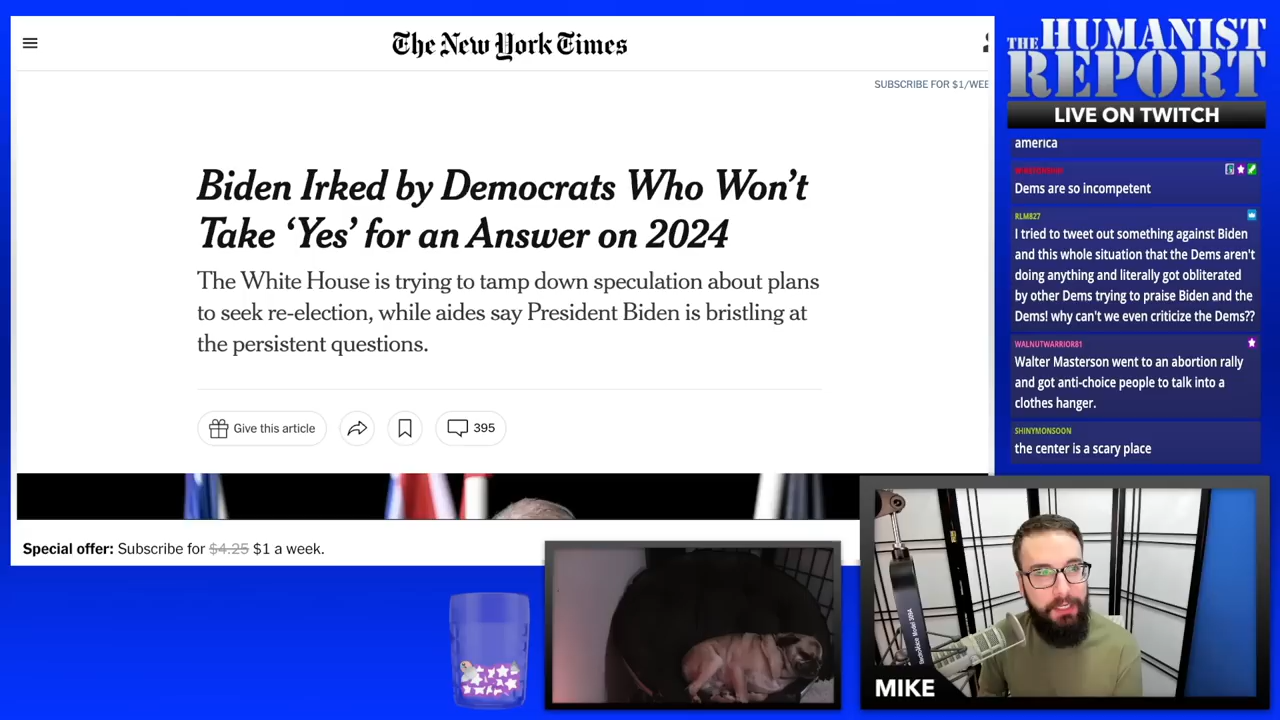 The New York Times
SUBSCRIBE FOR $1/WEE
Biden Irked by Democrats Who Won't
Take 'Yes' for an Answer on 2024
The White House is trying to tamp down speculation about plans
to seek re-election, while aides say President Biden is bristling at
the persistent questions.
Give this article
395
Special offer: Subscribe for $4.25 $1 a week.
THE HUMANIST
REPORT
LIVE ON TWITCH
america
Dems are so incompetent
RLM827
I tried to tweet out something against Biden
and this whole situation that the Dems aren't
doing anything and literally got obliterated
by other Dems trying to praise Biden and the
Dems! why can't we even criticize the Dems??
WALNUTWARRIOR81
Walter Masterson went to an abortion rally
and got anti-choice people to talk into a
clothes hanger.
SHINYMONSOON
the center is a scary place
MIKE